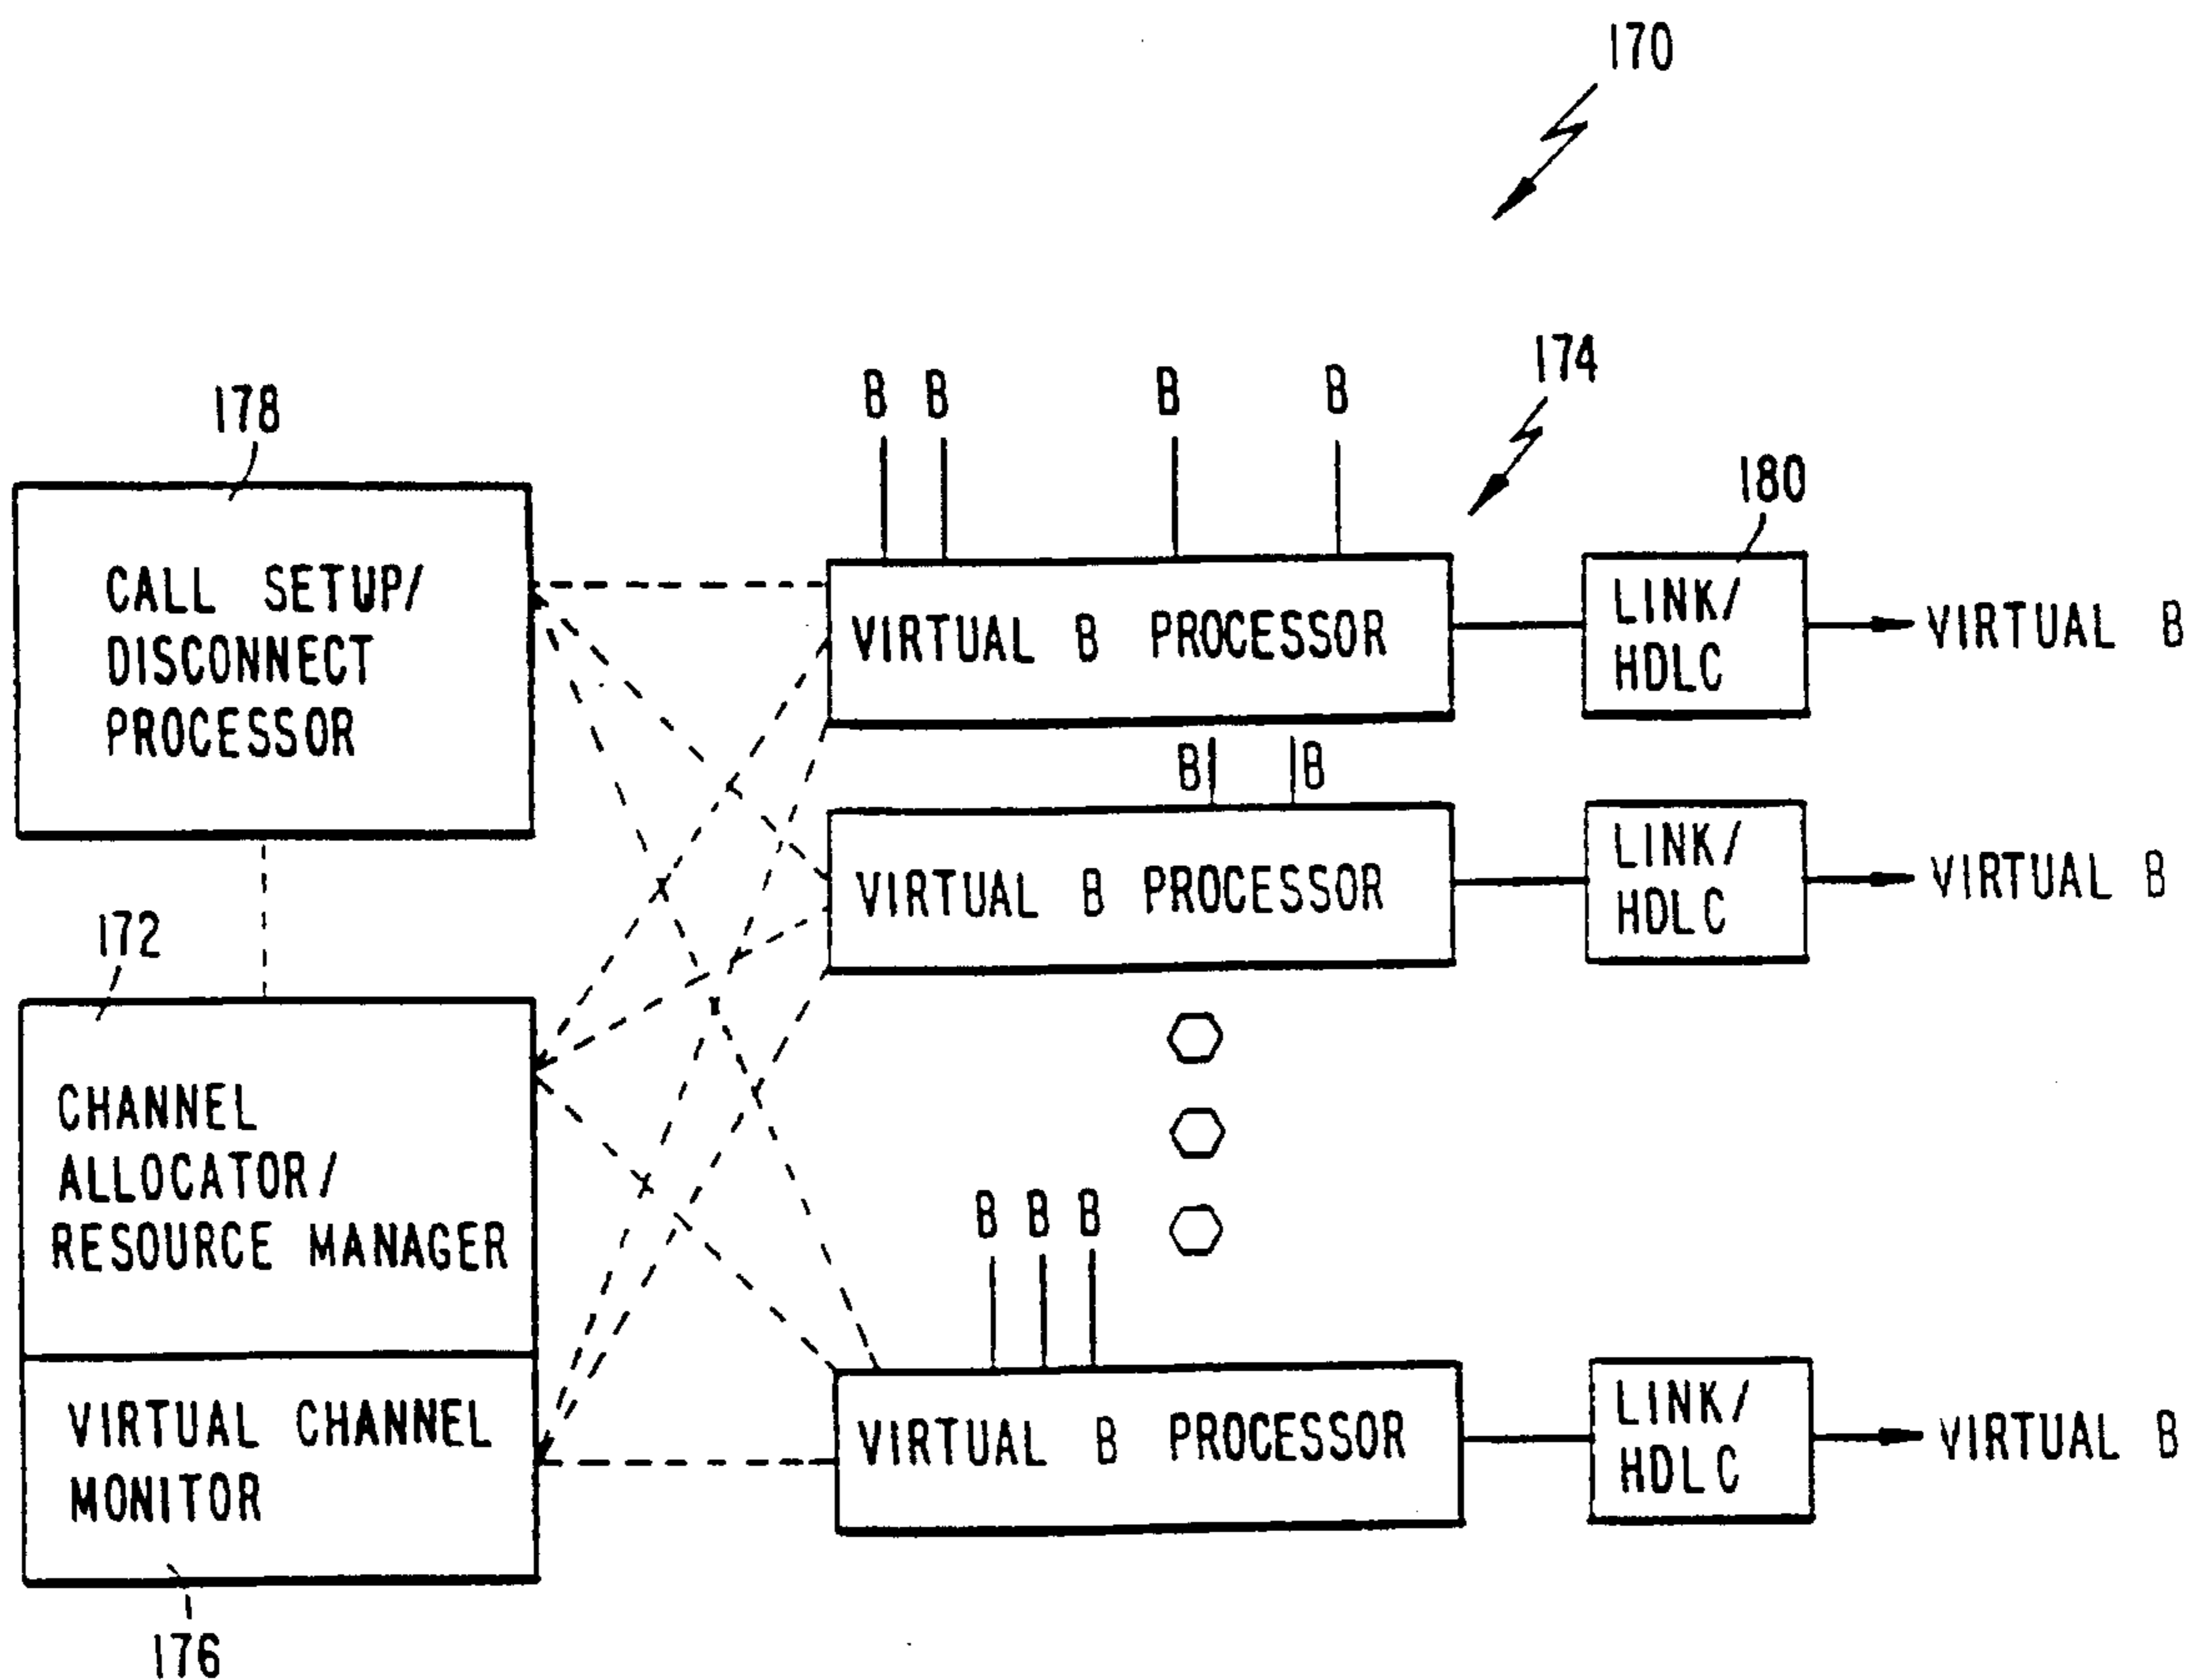 170
174
B B B B
178
180
CALL SETUP/
DISCONNECT
PROCESSOR
VIRTUAL B PROCESSOR
LINK/
HDLC
VIRTUAL B
B B
VIRTUAL B PROCESSOR
LINK/
HDLC
VIRTUAL B
172
CHANNEL
ALLOCATOR/
RESOURCE MANAGER
B B B
VIRTUAL CHANNEL
MONITOR
VIRTUAL B PROCESSOR
LINK/
HDLC
VIRTUAL B
176